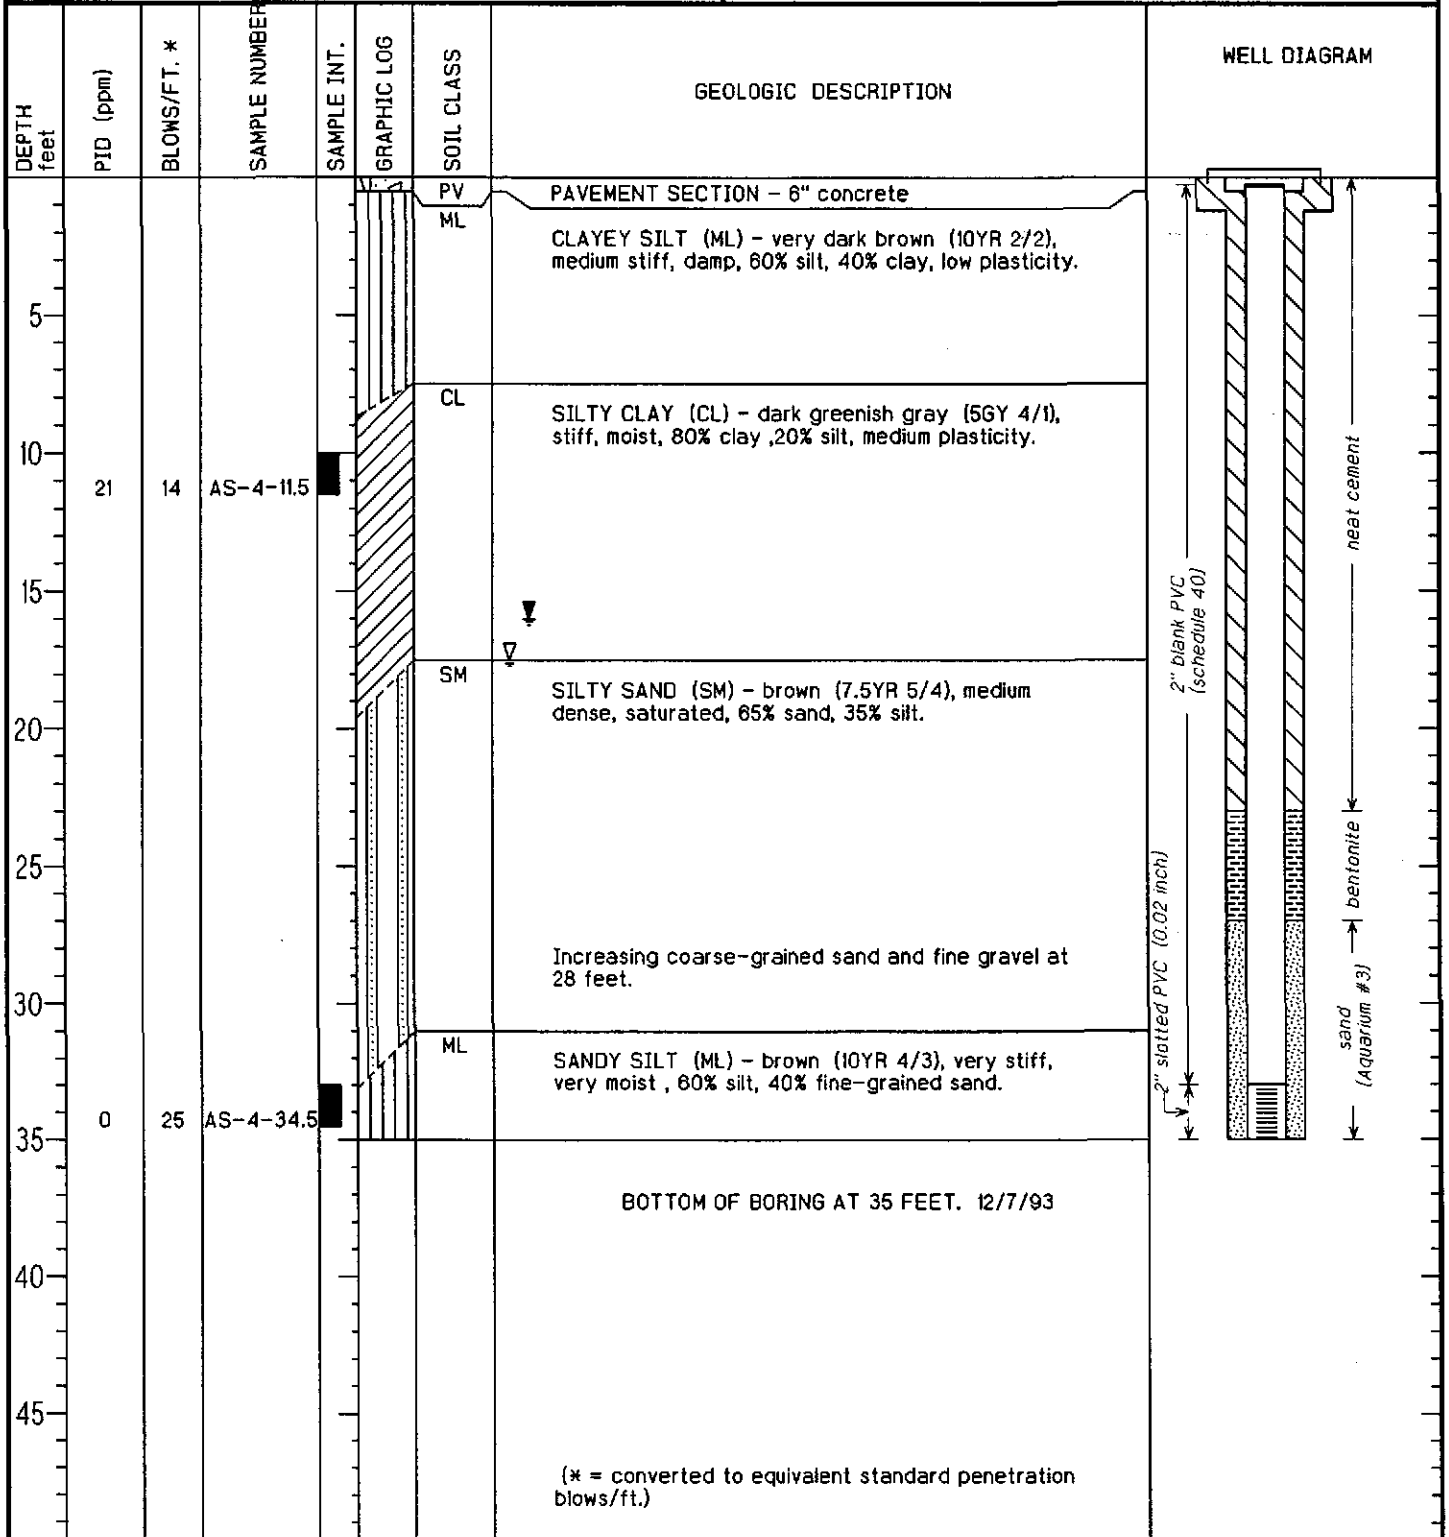 DEPTH
feet
PID (ppm)
BLOWS/FT. *
SAMPLE NUMBER
SAMPLE INT.
GRAPHIC LOG
SOIL CLASS
GEOLOGIC DESCRIPTION
WELL DIAGRAM
PV
PAVEMENT SECTION - 6" concrete
ML
CLAYEY SILT (ML) - very dark brown (10YR 2/2),
medium stiff, damp, 60% silt, 40% clay, low plasticity.
5
CL
SILTY CLAY (CL) - dark greenish gray (5GY 4/1),
stiff, moist, 80% clay ,20% silt, medium plasticity.
10
21 14 AS-4-11.5
15
SM
SILTY SAND (SM) - brown (7.5YR 5/4), medium
dense, saturated, 65% sand, 35% silt.
20
25
Increasing coarse-grained sand and fine gravel at
28 feet.
30
ML
SANDY SILT (ML) - brown (10YR 4/3), very stiff,
very moist , 60% silt, 40% fine-grained sand.
0 25 AS-4-34.5
35
BOTTOM OF BORING AT 35 FEET. 12/7/93
40
45
(* = converted to equivalent standard penetration
blows/ft.)
2" blank PVC
(schedule 40)
2" slotted PVC (0.02 inch)
neat cement
bentonite
sand
(Aquarium #3)